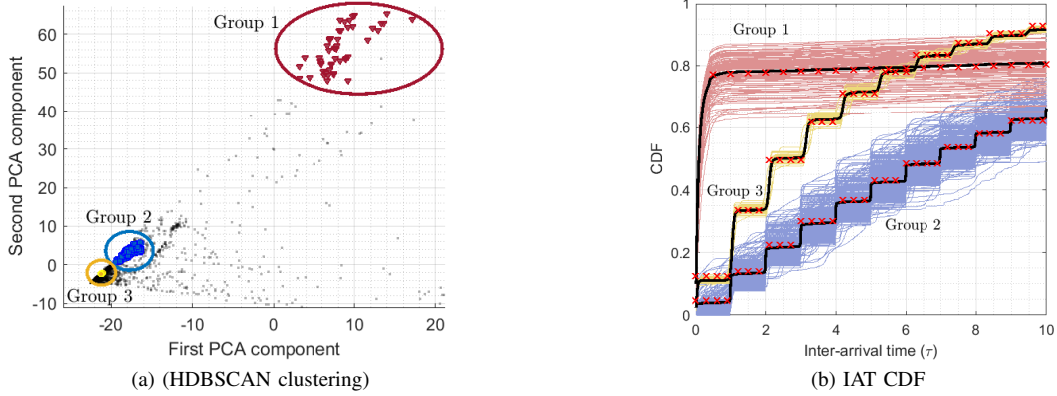 Group 1
Group 2
Group 3
60
50
40
30
20
10
0
-10
-20
-10
0
10
20
Second PCA component
First PCA component
(a) (HDBSCAN clustering)
1
0.8
0.6
0.4
0.2
0
0
2
4
6
8
10
Group 1
Group 3
Group 2
CDF
Inter-arrival time (τ)
(b) IAT CDF